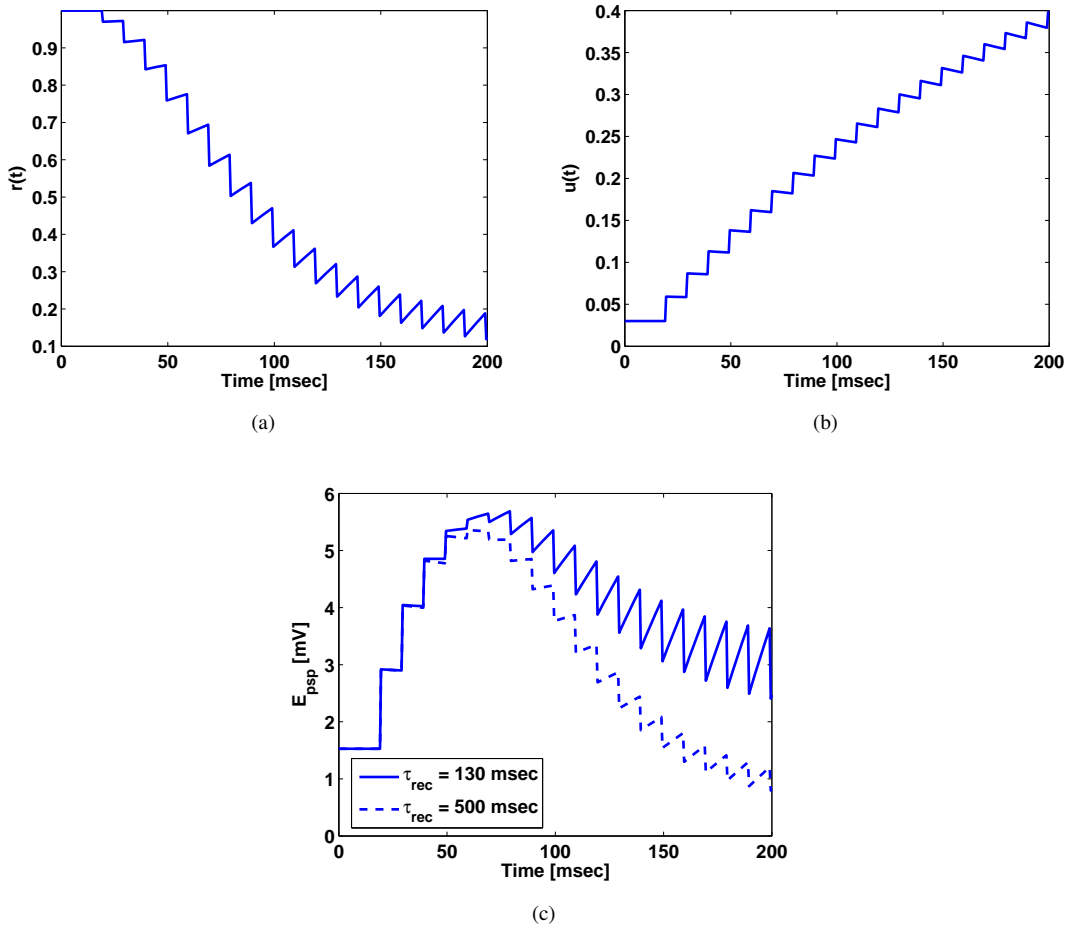 0.9
0.8
0.7
0.6
0.5
0.4
0.3
0.2
0.1
r(t)
0 50 100 150 200
Time [msec]
(a)
0.4
0.35
0.3
0.25
0.2
0.15
0.1
0.05
0
u(t)
0 50 100 150 200
Time [msec]
(b)
6
5
4
3
2
1
0
E_psp [mV]
τ_rec = 130 msec
τ_rec = 500 msec
0 50 100 150 200
Time [msec]
(c)